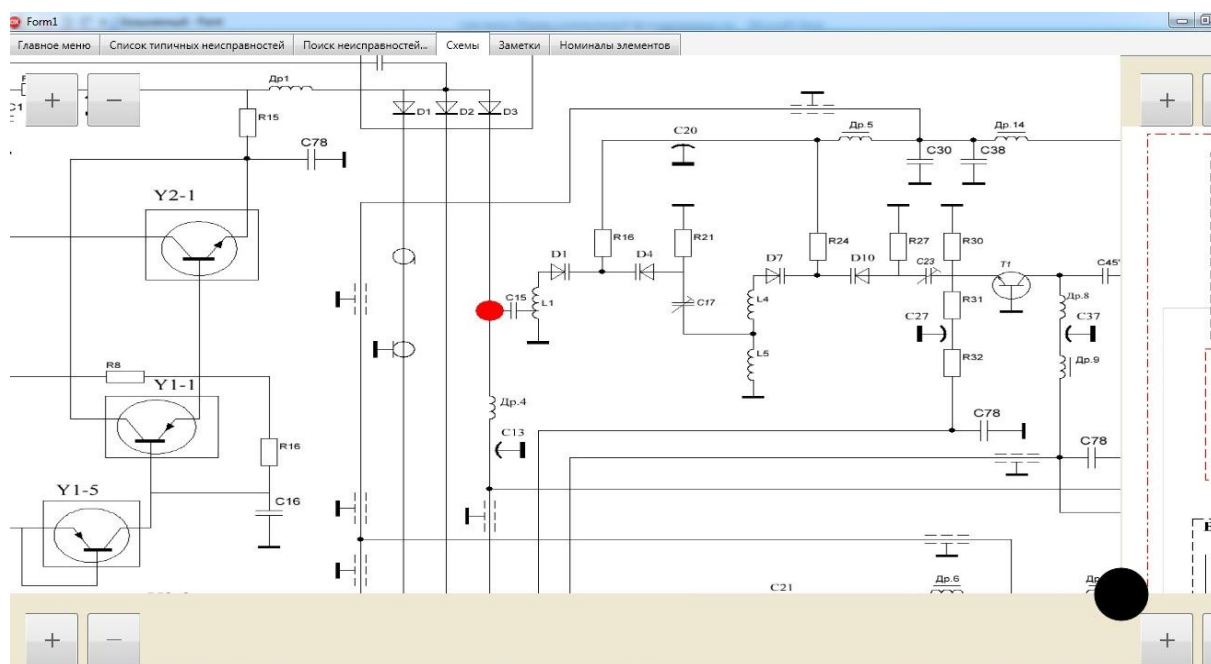 Form1
Главное меню
Список типичных неисправностей
Поиск неисправностей...
Схемы
Заметки
Номиналы элементов
Др1
D1
D2
D3
R15
C78
C20
Др.5
Др.14
C30
C38
Y2-1
R16
R21
R24
R27
R30
D1
D4
D7
D10
C23
T1
C45
C15
L1
C17
L4
R31
Др.8
C27
C37
L5
R32
Др.9
R8
Y1-1
Др.4
C13
C78
C78
R16
Y1-5
C16
C21
Др.6